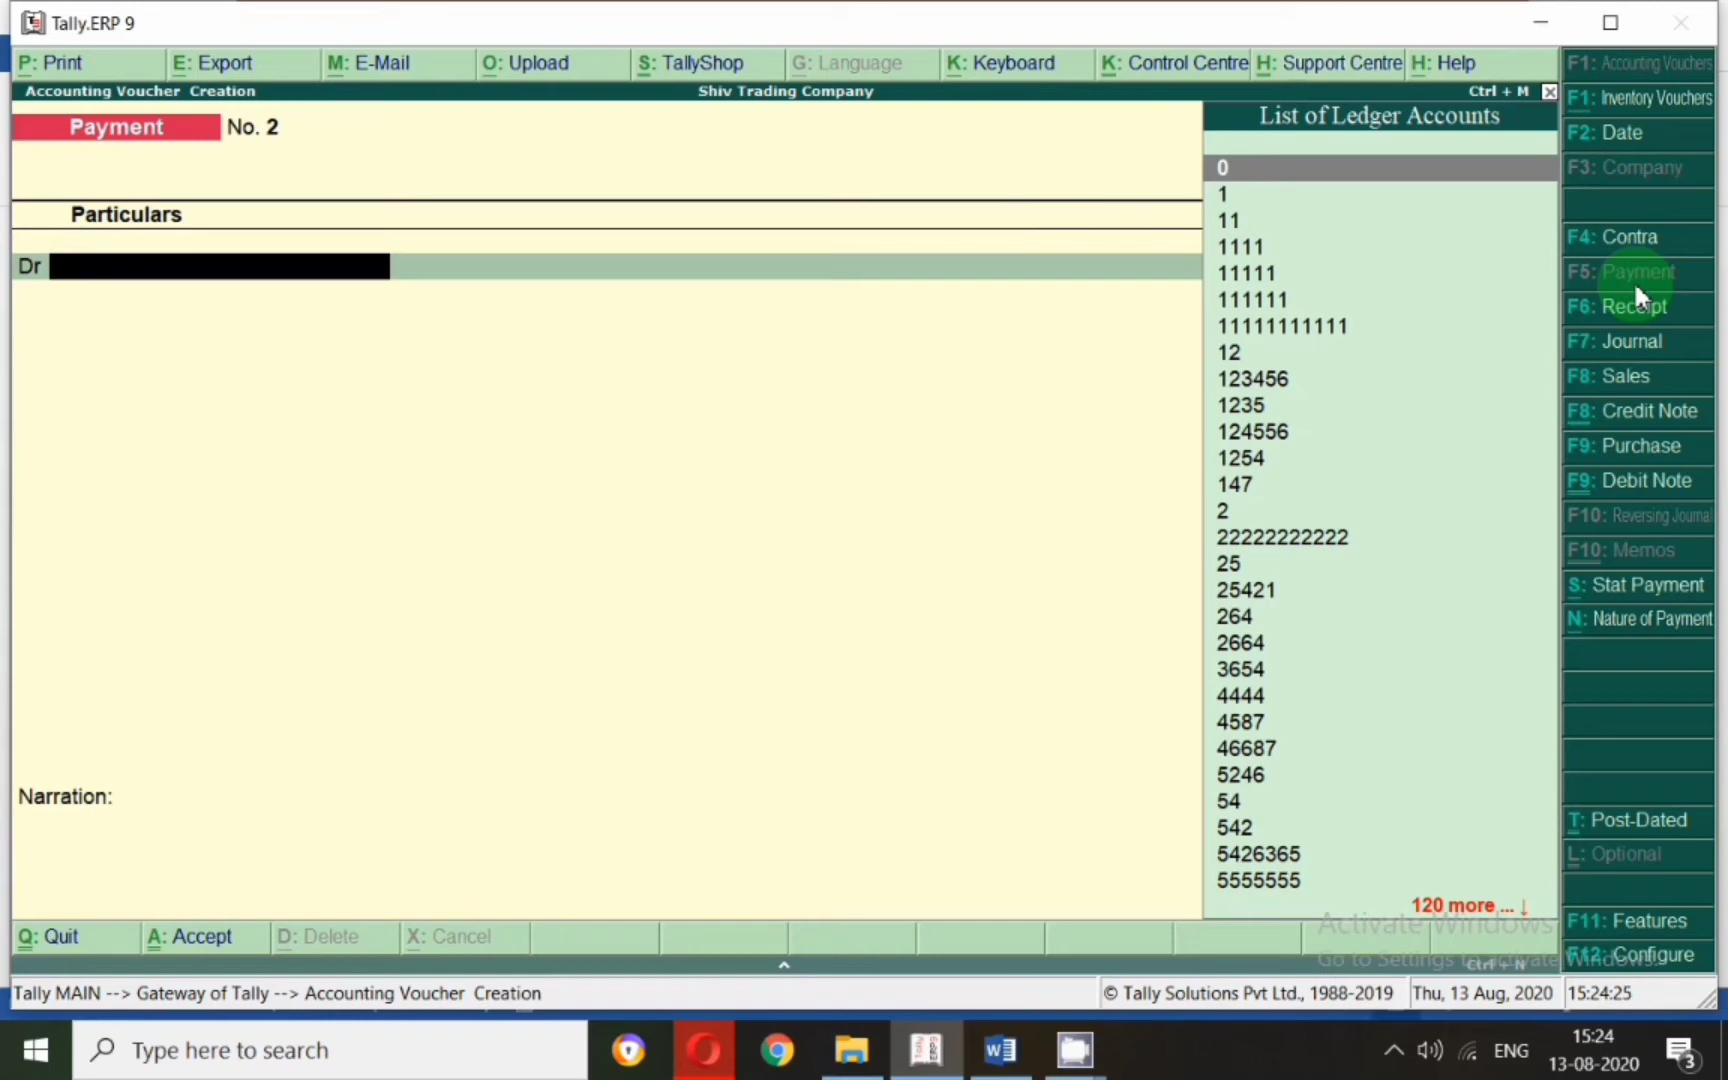 Tally.ERP 9
P: Print
E: Export
M: E-Mail
O: Upload
S: TallyShop
G: Language
K: Keyboard
K: Control Centre
H: Support Centre
H: Help
Accounting Voucher Creation
Shiv Trading Company
Ctrl + M
Payment No. 2
Particulars
Dr
Narration:
List of Ledger Accounts
0
1
11
1111
11111
111111
11111111111
12
123456
1235
124556
1254
147
2
22222222222
25
25421
264
2664
3654
4444
4587
46687
5246
54
542
5426365
5555555
120 more ... ↓
F1: Accounting Vouchers
F1: Inventory Vouchers
F2: Date
F3: Company
F4: Contra
F5: Payment
F6: Receipt
F7: Journal
F8: Sales
F8: Credit Note
F9: Purchase
F9: Debit Note
F10: Reversing Journal
F10: Memos
S: Stat Payment
N: Nature of Payment
T: Post-Dated
L: Optional
F11: Features
F12: Configure
Activate Windows
Go to Settings to activate Windows.
Q: Quit
A: Accept
D: Delete
X: Cancel
Ctrl + N
Tally MAIN --> Gateway of Tally --> Accounting Voucher Creation
© Tally Solutions Pvt Ltd., 1988-2019
Thu, 13 Aug, 2020
15:24:25
Type here to search
Tally ERP9
W
ENG
15:24
13-08-2020
3